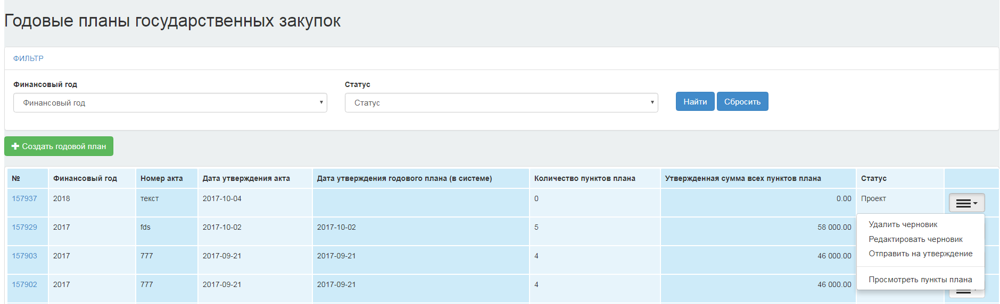 Годовые планы государственных закупок
ФИЛЬТР
Финансовый год Статус
Финансовый год Статус Найти Сбросить
Создать годовой план
№ Финансовый год Номер акта Дата утверждения акта Дата утверждения годового плана (в системе) Количество пунктов плана Утвержденная сумма всех пунктов плана Статус
157937 2018 текст 2017-10-04 0 0.00 Проект
157929 2017 fds 2017-10-02 2017-10-02 5 58 000.00
157903 2017 777 2017-09-21 2017-09-21 4 46 000.00
157902 2017 777 2017-09-21 2017-09-21 4 46 000.00
Удалить черновик
Редактировать черновик
Отправить на утверждение
Просмотреть пункты плана